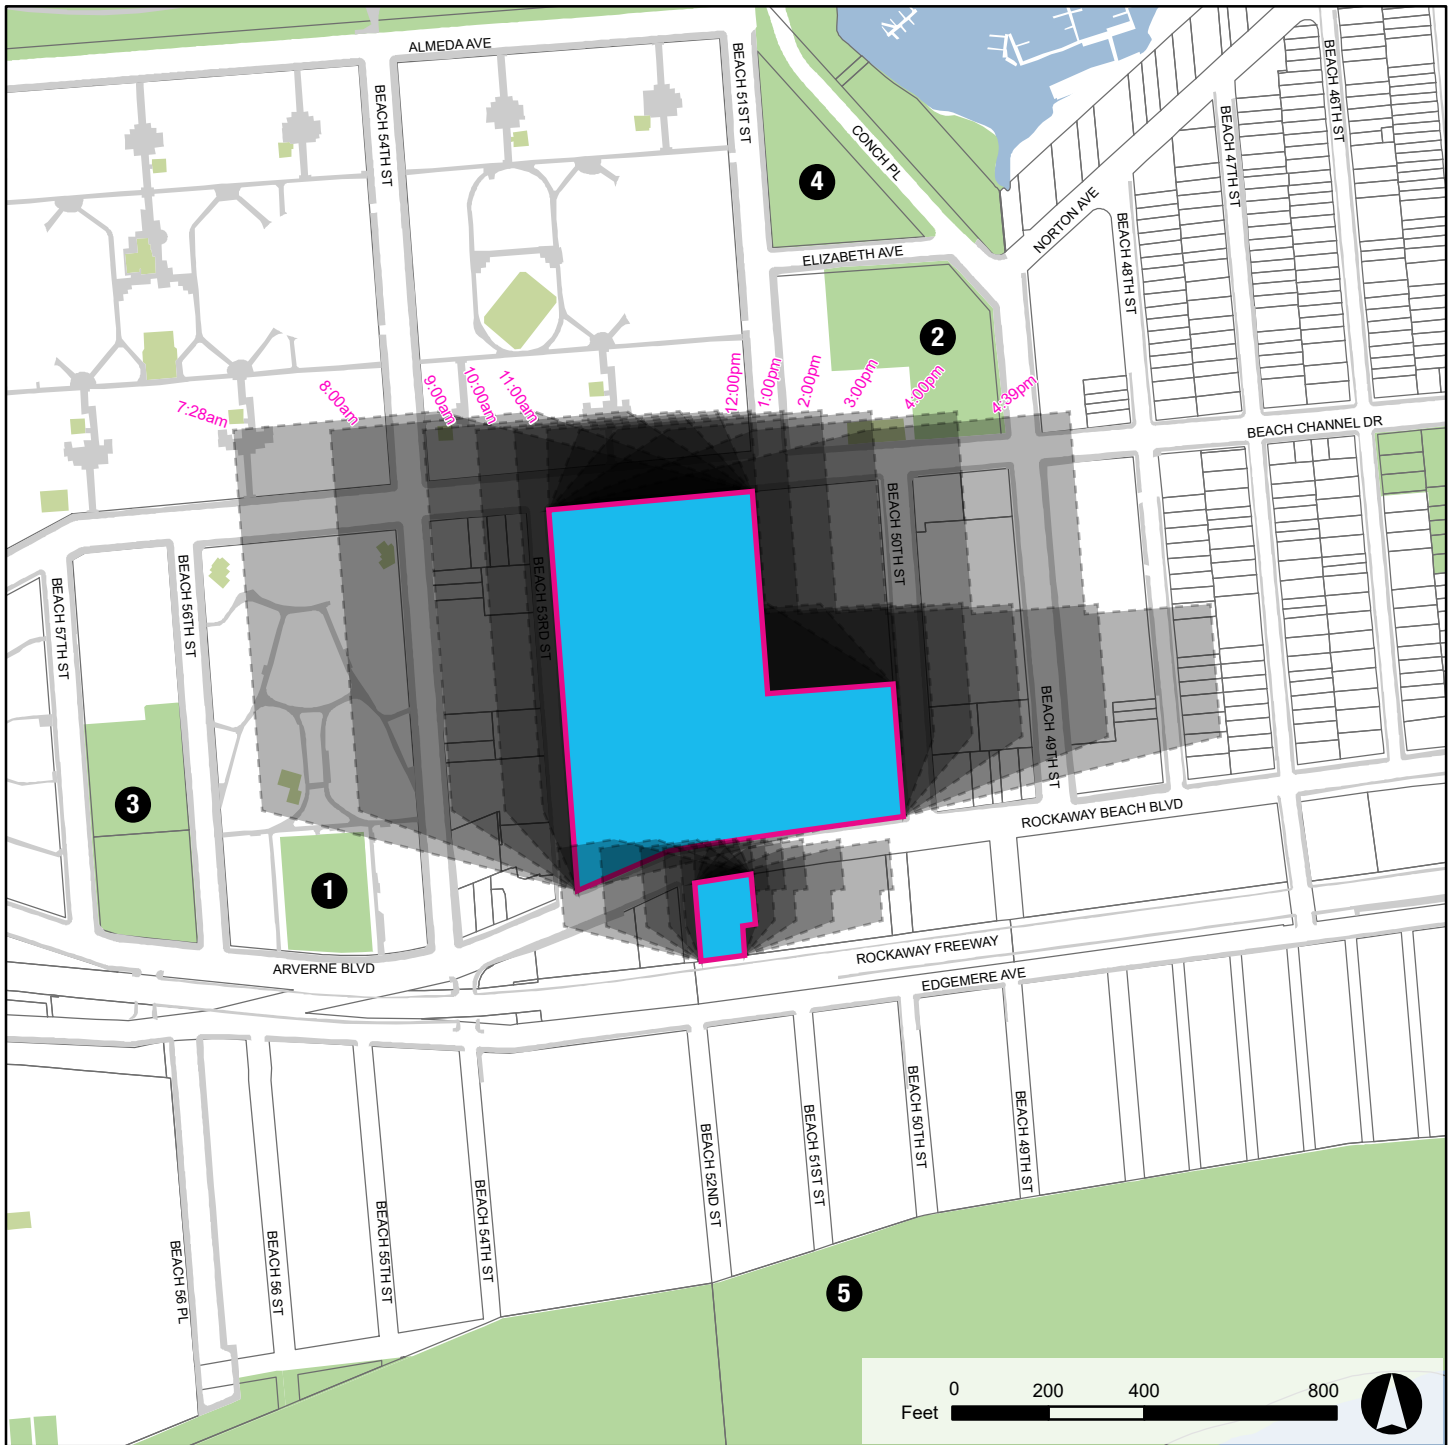 ALMEDA AVE
BEACH 54TH ST
BEACH 51ST ST
CONCH PL
4
NORTON AVE
BEACH 48TH ST
BEACH 47TH ST
BEACH 46TH ST
ELIZABETH AVE
2
7:28am
8:00am
9:00am
10:00am
11:00am
12:00pm
1:00pm
2:00pm
3:00pm
4:00pm
4:39pm
BEACH CHANNEL DR
BEACH 57TH ST
BEACH 56TH ST
BEACH 53RD ST
BEACH 50TH ST
BEACH 49TH ST
3
1
ROCKAWAY BEACH BLVD
ARVERNE BLVD
ROCKAWAY FREEWAY
EDGEMERE AVE
BEACH 56 PL
BEACH 56 ST
BEACH 55TH ST
BEACH 54TH ST
BEACH 52ND ST
BEACH 51ST ST
BEACH 50TH ST
BEACH 49TH ST
5
0 200 400 800
Feet